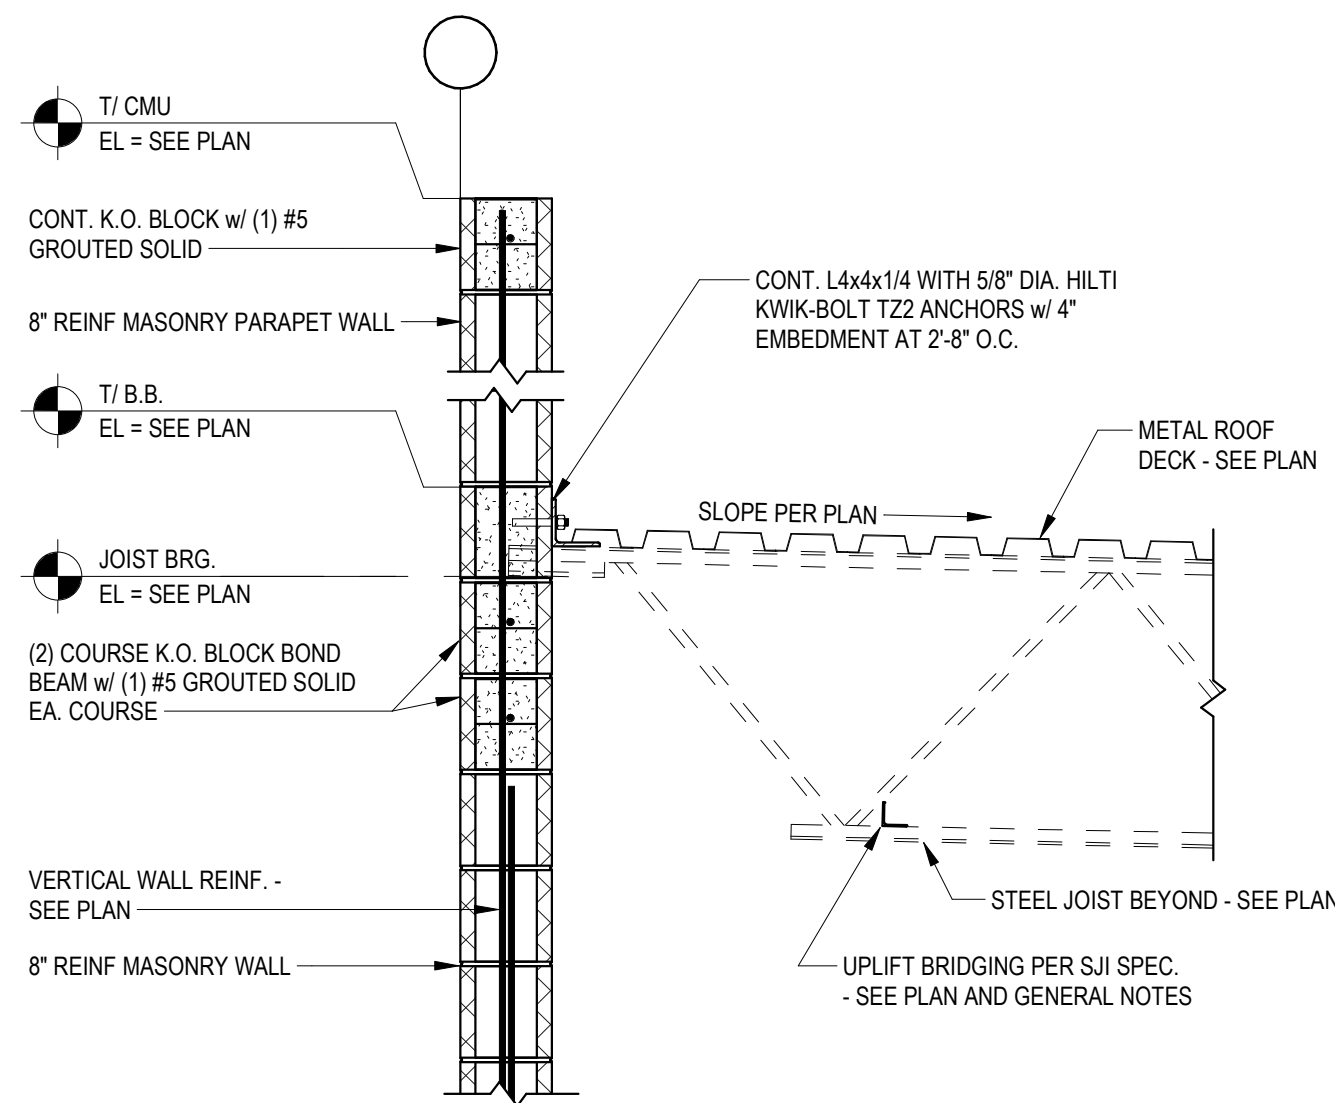 T/ CMU
EL = SEE PLAN
CONT. K.O. BLOCK w/ (1) #5
GROUTED SOLID
8" REINF MASONRY PARAPET WALL
T/ B.B.
EL = SEE PLAN
JOIST BRG.
EL = SEE PLAN
(2) COURSE K.O. BLOCK BOND
BEAM w/ (1) #5 GROUTED SOLID
EA. COURSE
VERTICAL WALL REINF. -
SEE PLAN
8" REINF MASONRY WALL
CONT. L4x4x1/4 WITH 5/8" DIA. HILTI
KWIK-BOLT TZ2 ANCHORS w/ 4"
EMBEDMENT AT 2'-8" O.C.
METAL ROOF
DECK - SEE PLAN
SLOPE PER PLAN
STEEL JOIST BEYOND - SEE PLAN
UPLIFT BRIDGING PER SJI SPEC.
- SEE PLAN AND GENERAL NOTES